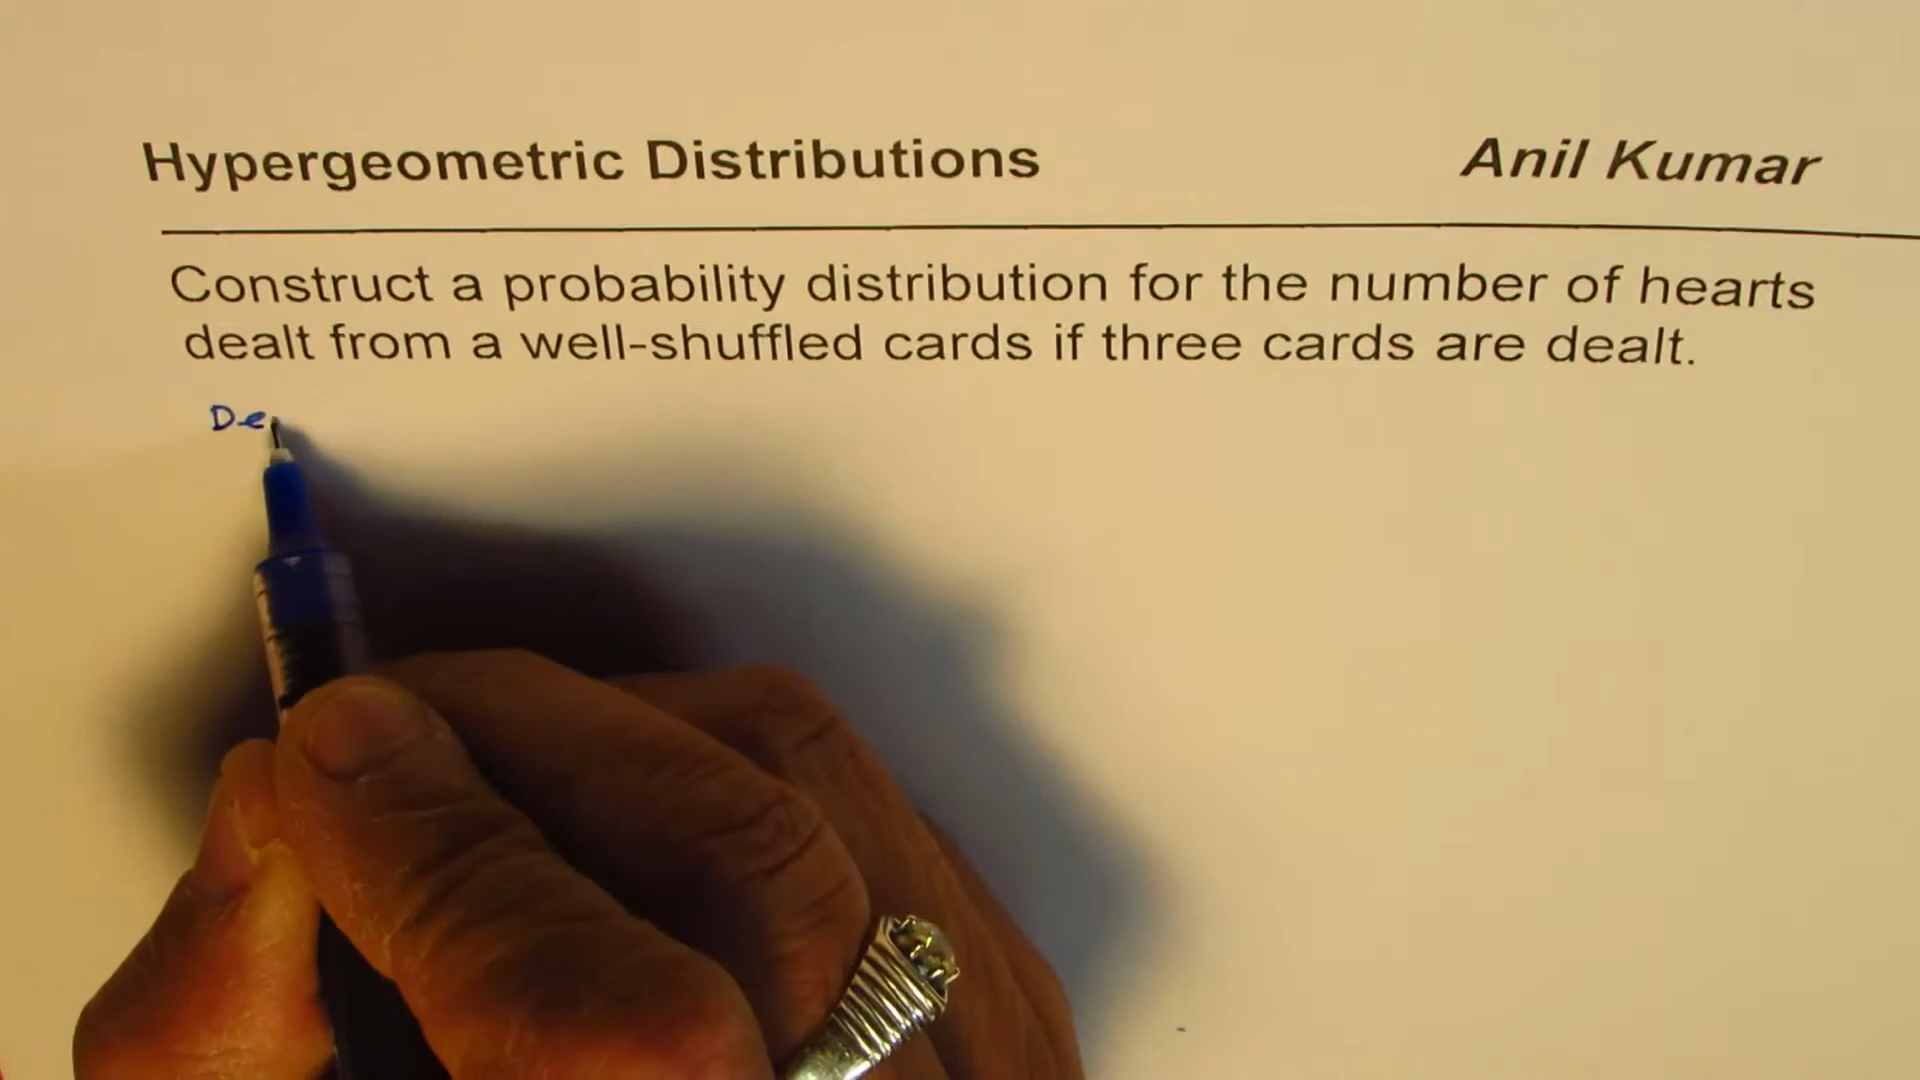 Hypergeometric Distributions Anil Kumar
Construct a probability distribution for the number of hearts
dealt from a well-shuffled cards if three cards are dealt.
De